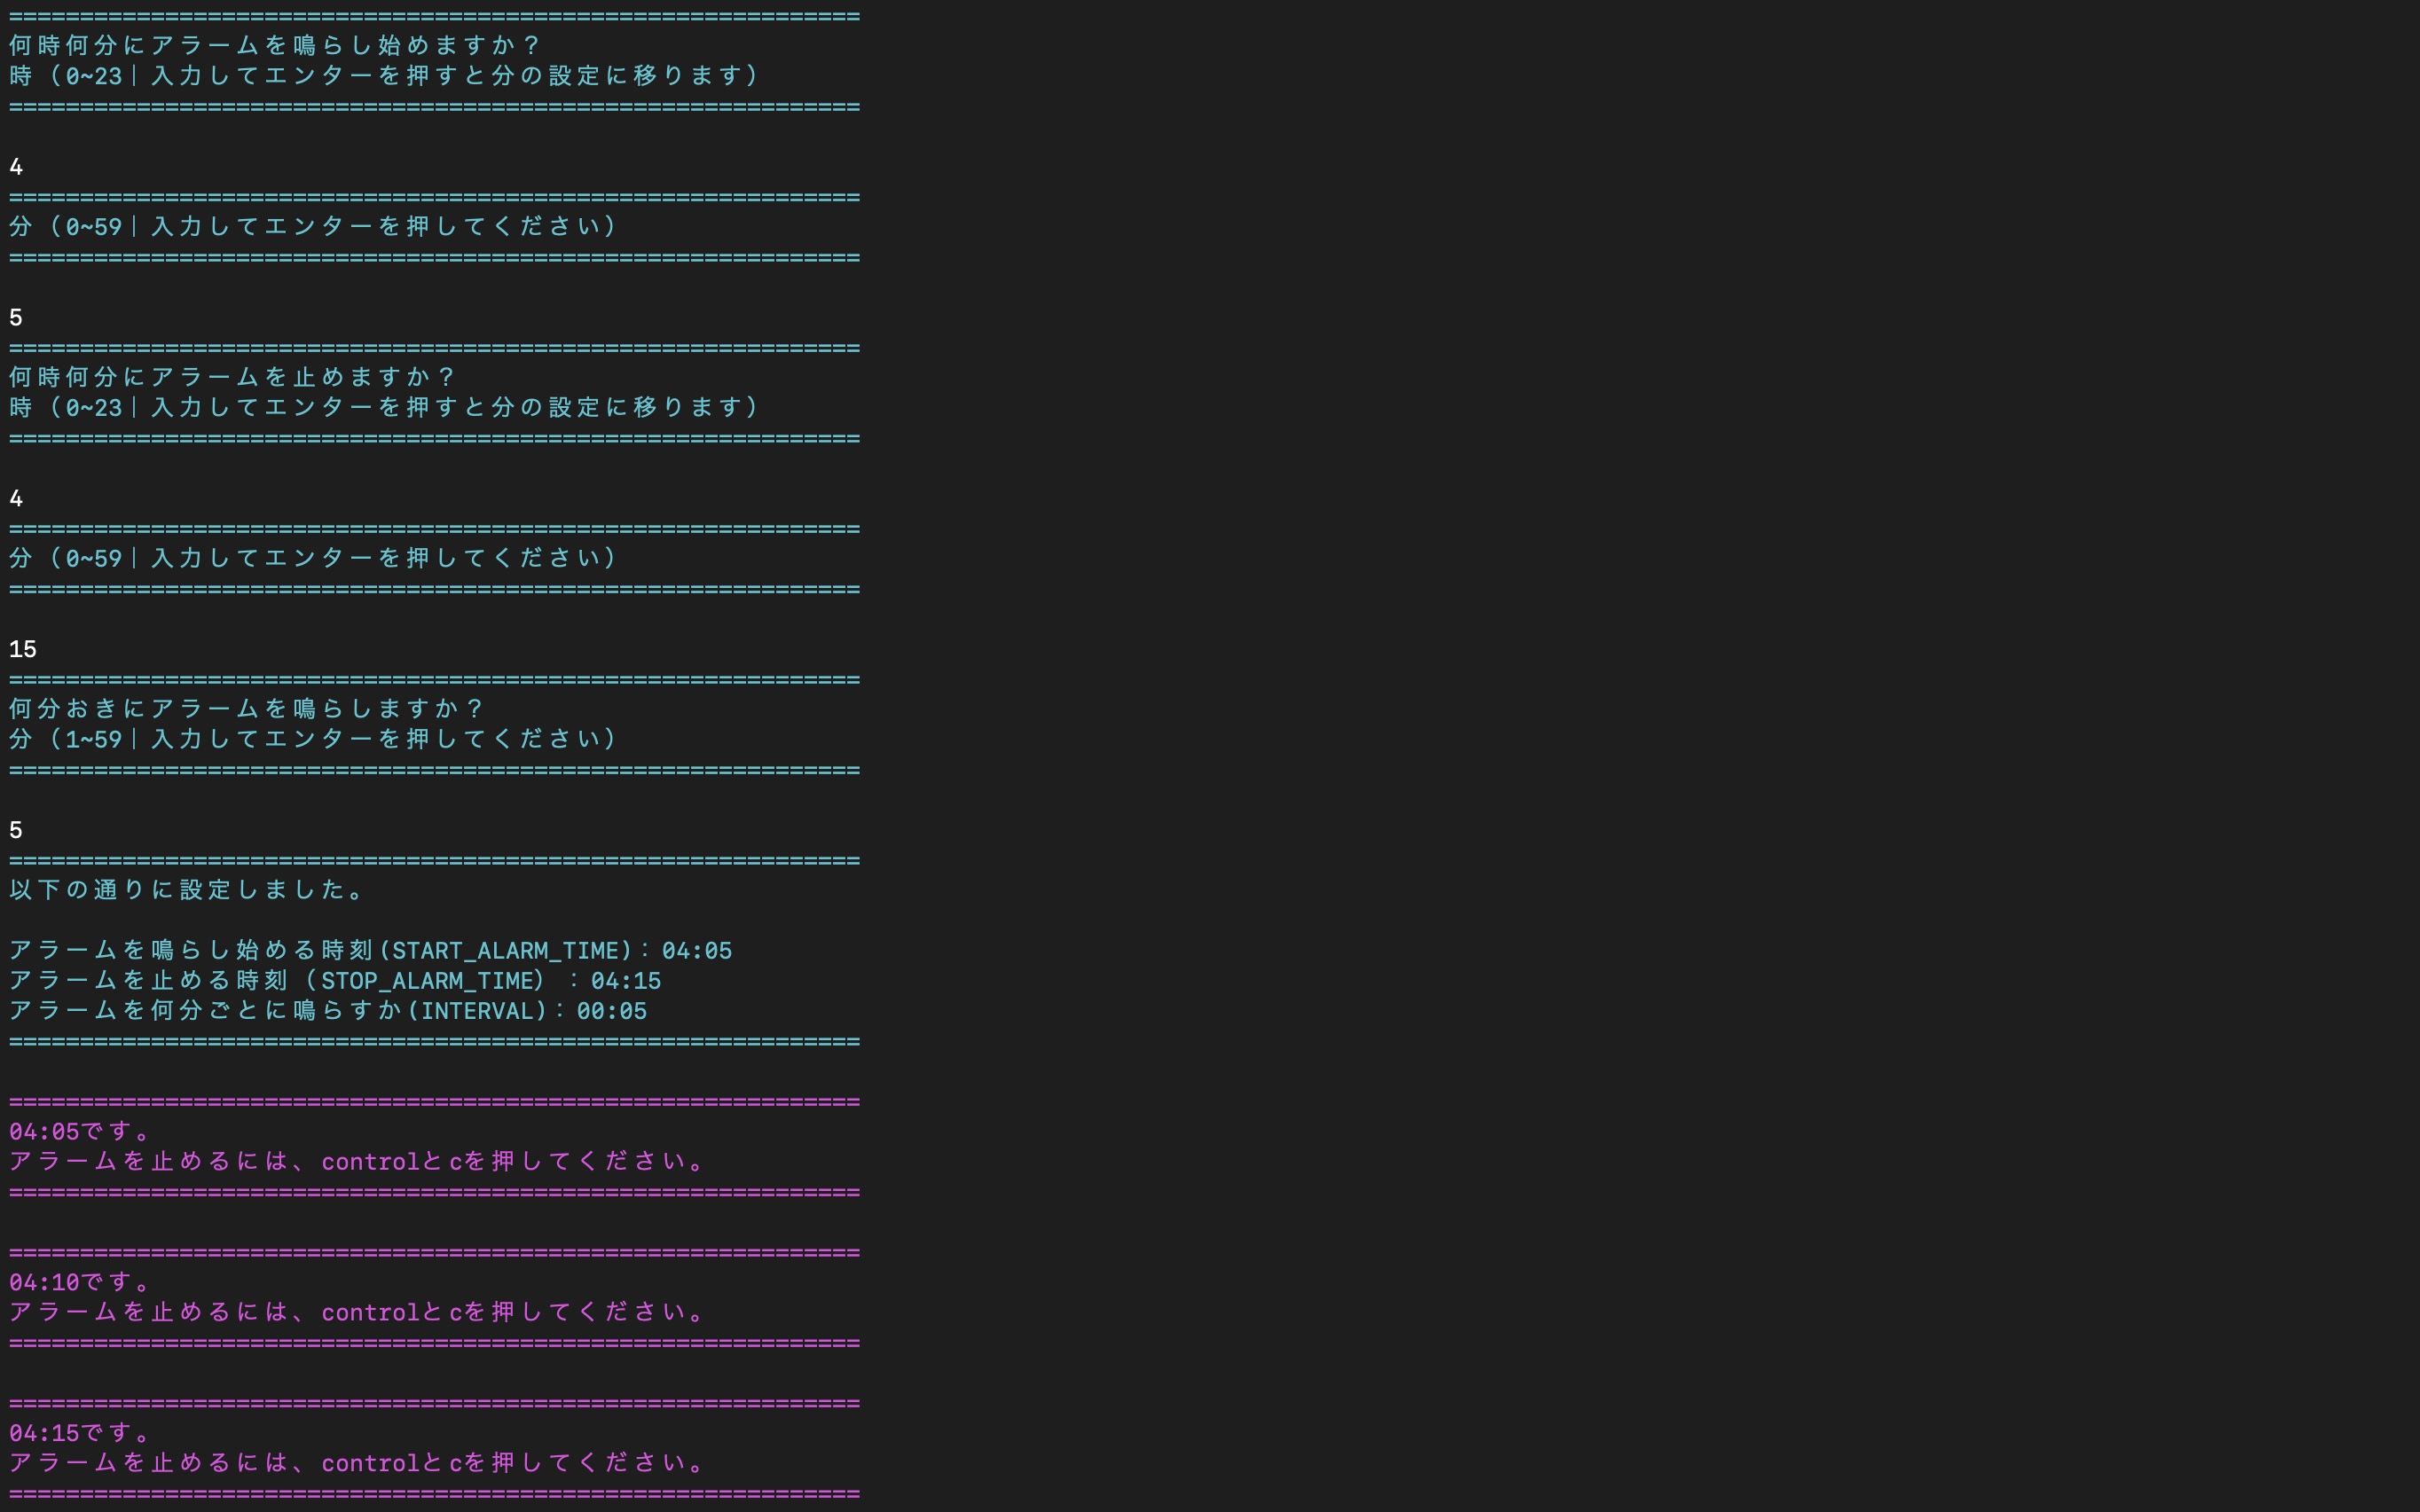 ============================================================
何時何分にアラームを鳴らし始めますか？
時（0~23｜入力してエンターを押すと分の設定に移ります）
============================================================
4
============================================================
分（0~59｜入力してエンターを押してください）
============================================================
5
============================================================
何時何分にアラームを止めますか？
時（0~23｜入力してエンターを押すと分の設定に移ります）
============================================================
4
============================================================
分（0~59｜入力してエンターを押してください）
============================================================
15
============================================================
何分おきにアラームを鳴らしますか？
分（1~59｜入力してエンターを押してください）
============================================================
5
============================================================
以下の通りに設定しました。
アラームを鳴らし始める時刻(START_ALARM_TIME)：04:05
アラームを止める時刻（STOP_ALARM_TIME）：04:15
アラームを何分ごとに鳴らすか(INTERVAL)：00:05
============================================================
============================================================
04:05です。
アラームを止めるには、controlとcを押してください。
============================================================
============================================================
04:10です。
アラームを止めるには、controlとcを押してください。
============================================================
============================================================
04:15です。
アラームを止めるには、controlとcを押してください。
============================================================